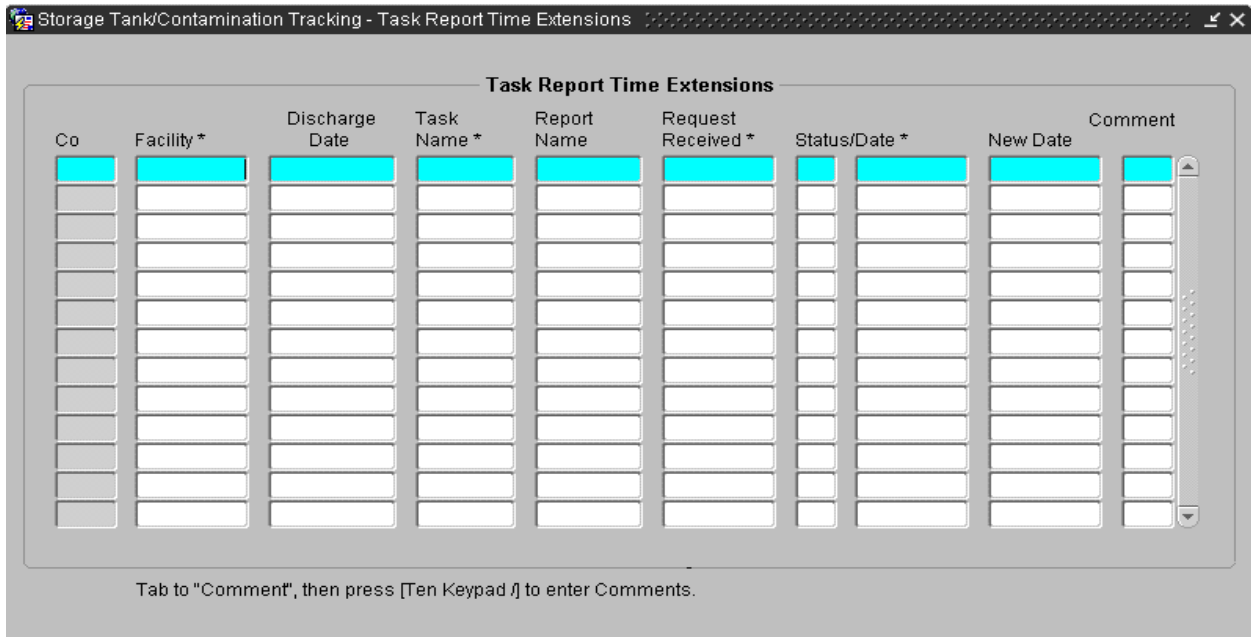 Storage Tank/Contamination Tracking - Task Report Time Extensions
Task Report Time Extensions
Discharge Task Report Request Comment
Co Facility * Date Name * Name Received * Status/Date * New Date
Tab to "Comment", then press [Ten Keypad /] to enter Comments.